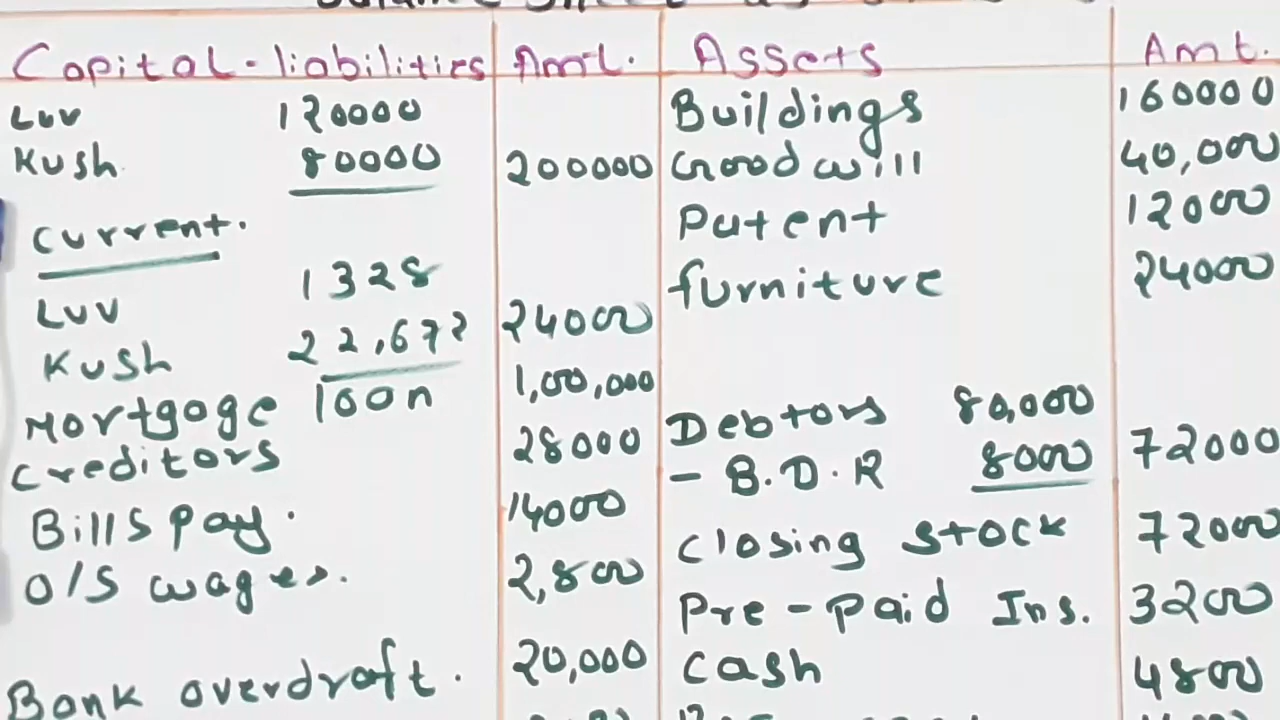 Capital-liabilities Amt. Assets Amt.
Luv 120000 Buildings 160000
Kush 80000 200000 Goodwill 40,000
Current. Patent 12000
Luv 1328 furniture 24000
Kush 22,672 24000
Mortgage loan 1,00,000 Debtors 80,000
Creditors 28000 - B.D.R 8000 72000
Bills pay. 14000 Closing stock 72000
O/S wages. 2,800 Pre-paid Ins. 3200
Bank overdraft. 20,000 Cash 4800